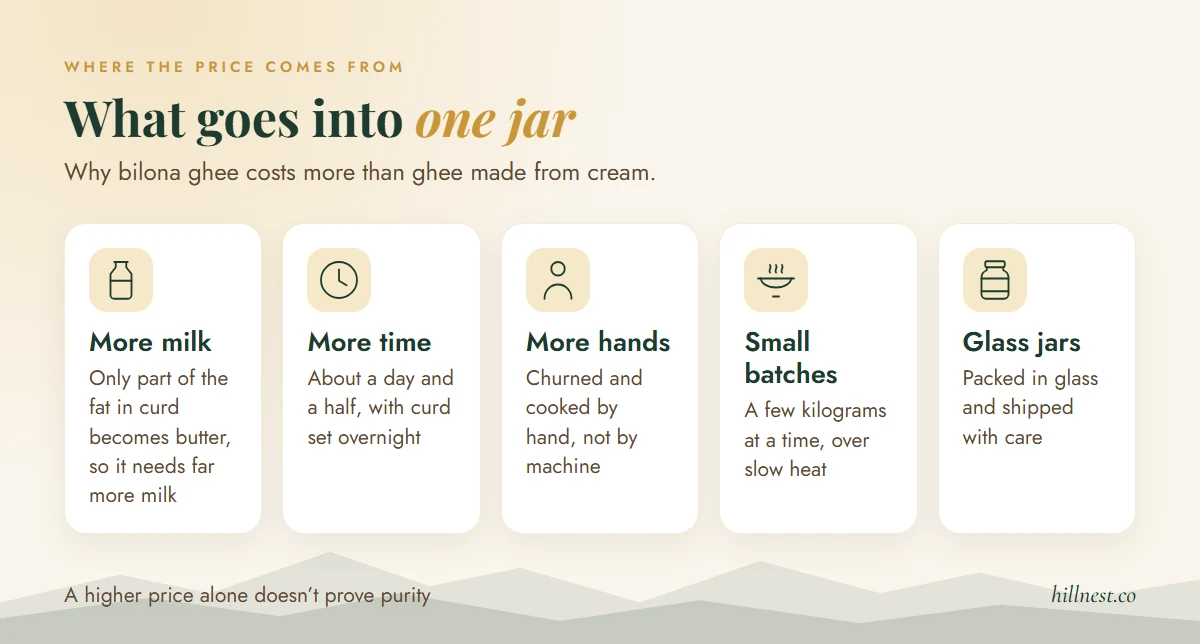 WHERE THE PRICE COMES FROM
What goes into one jar
Why bilona ghee costs more than ghee made from cream.
More milk
Only part of the
fat in curd
becomes butter,
so it needs far
more milk
More time
About a day and
a half, with curd
set overnight
More hands
Churned and
cooked by
hand, not by
machine
Small
batches
A few kilograms
at a time, over
slow heat
Glass jars
Packed in glass
and shipped
with care
A higher price alone doesn’t prove purity
hillnest.co